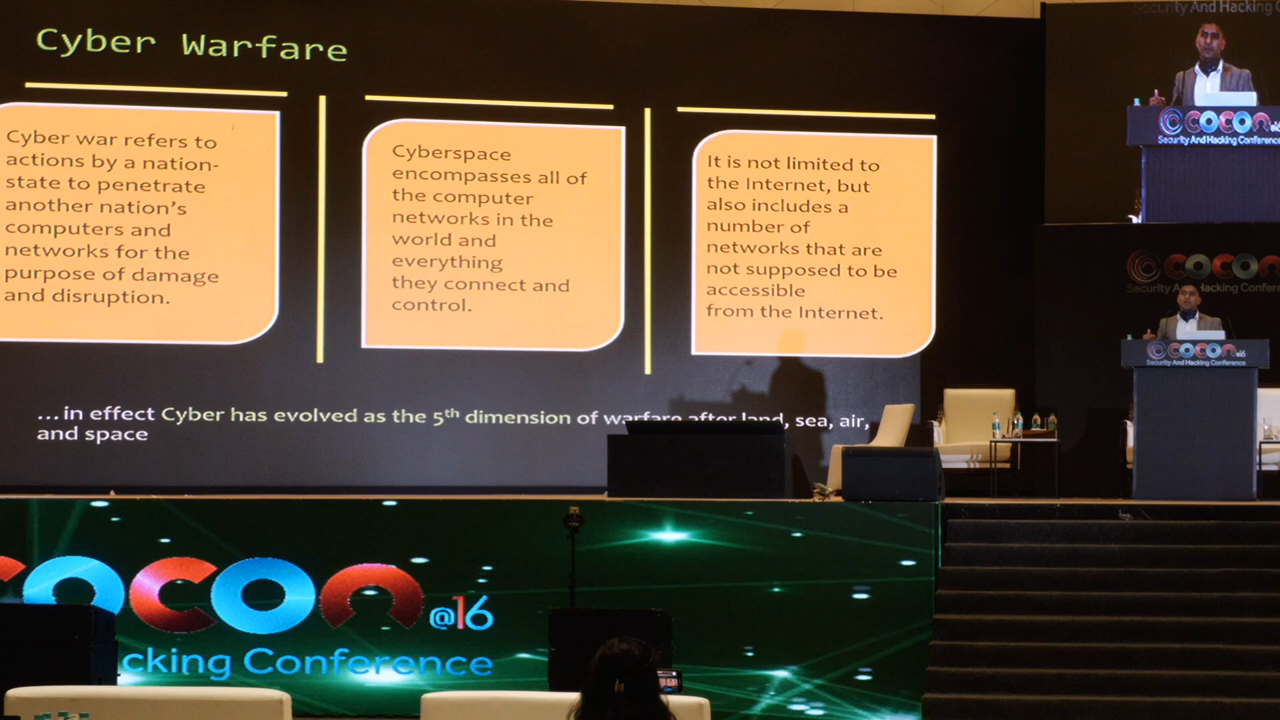 Cyber Warfare
Cyber war refers to
actions by a nation-
state to penetrate
another nation's
computers and
networks for the
purpose of damage
and disruption.
Cyberspace
encompasses all of
the computer
networks in the
world and
everything
they connect and
control.
It is not limited to
the Internet, but
also includes a
number of
networks that are
not supposed to be
accessible
from the Internet.
...in effect Cyber has evolved as the 5th dimension of warfare after land, sea, air,
and space
Security And Hacking
cocon
Security And Hacking Conference
cocon
Security And Hacking Confere
cocon@16
Security And Hacking Conference
cocon@16
cking Conference